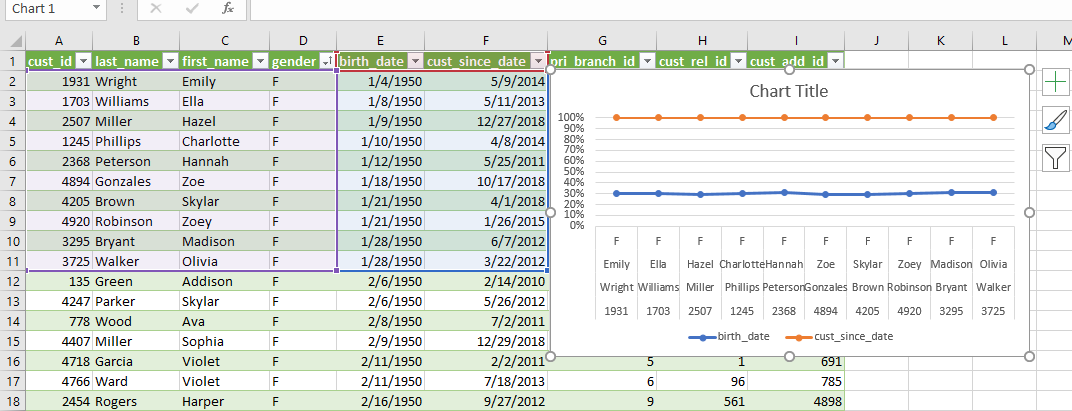 Chart 1 fx
A B C D E F G H I J K L M
1 cust_id last_name first_name gender birth_date cust_since_date pri_branch_id cust_rel_id cust_add_id
2 1931 Wright Emily F 1/4/1950 5/9/2014
3 1703 Williams Ella F 1/8/1950 5/11/2013
4 2507 Miller Hazel F 1/9/1950 12/27/2018
5 1245 Phillips Charlotte F 1/10/1950 4/8/2014
6 2368 Peterson Hannah F 1/12/1950 5/25/2011
7 4894 Gonzales Zoe F 1/18/1950 10/17/2018
8 4205 Brown Skylar F 1/21/1950 4/1/2018
9 4920 Robinson Zoey F 1/21/1950 1/26/2015
10 3295 Bryant Madison F 1/28/1950 6/7/2012
11 3725 Walker Olivia F 1/28/1950 3/22/2012
12 135 Green Addison F 2/6/1950 2/14/2010
13 4247 Parker Skylar F 2/6/1950 5/26/2012
14 778 Wood Ava F 2/8/1950 7/2/2011
15 4407 Miller Sophia F 2/9/1950 12/29/2018
16 4718 Garcia Violet F 2/11/1950 2/2/2011 5 1 691
17 4766 Ward Violet F 2/11/1950 7/18/2013 6 96 785
18 2454 Rogers Harper F 2/16/1950 9/27/2012 9 561 4898
Chart Title
100%
90%
80%
70%
60%
50%
40%
30%
20%
10%
0%
F F F F F F F F F F
Emily Ella Hazel Charlotte Hannah Zoe Skylar Zoey Madison Olivia
Wright Williams Miller Phillips Peterson Gonzales Brown Robinson Bryant Walker
1931 1703 2507 1245 2368 4894 4205 4920 3295 3725
birth_date cust_since_date